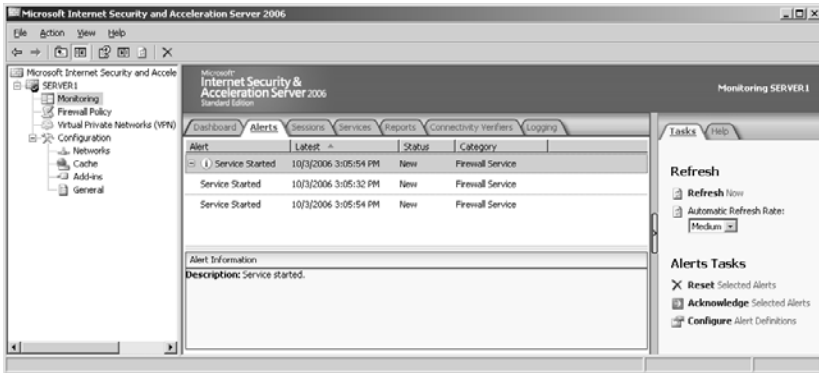 Microsoft Internet Security and Acceleration Server 2006
File Action View Help
Microsoft Internet Security and Accele
SERVER1
Monitoring
Firewall Policy
Virtual Private Networks (VPN)
Configuration
Networks
Cache
Add-ins
General
Microsoft
Internet Security &
Acceleration Server 2006
Standard Edition
Monitoring SERVER1
Dashboard Alerts Sessions Services Reports Connectivity Verifiers Logging
Alert Latest Status Category
Service Started 10/3/2006 3:05:54 PM New Firewall Service
Service Started 10/3/2006 3:05:32 PM New Firewall Service
Service Started 10/3/2006 3:05:54 PM New Firewall Service
Alert Information
Description: Service started.
Tasks Help
Refresh
Refresh Now
Automatic Refresh Rate:
Medium
Alerts Tasks
Reset Selected Alerts
Acknowledge Selected Alerts
Configure Alert Definitions